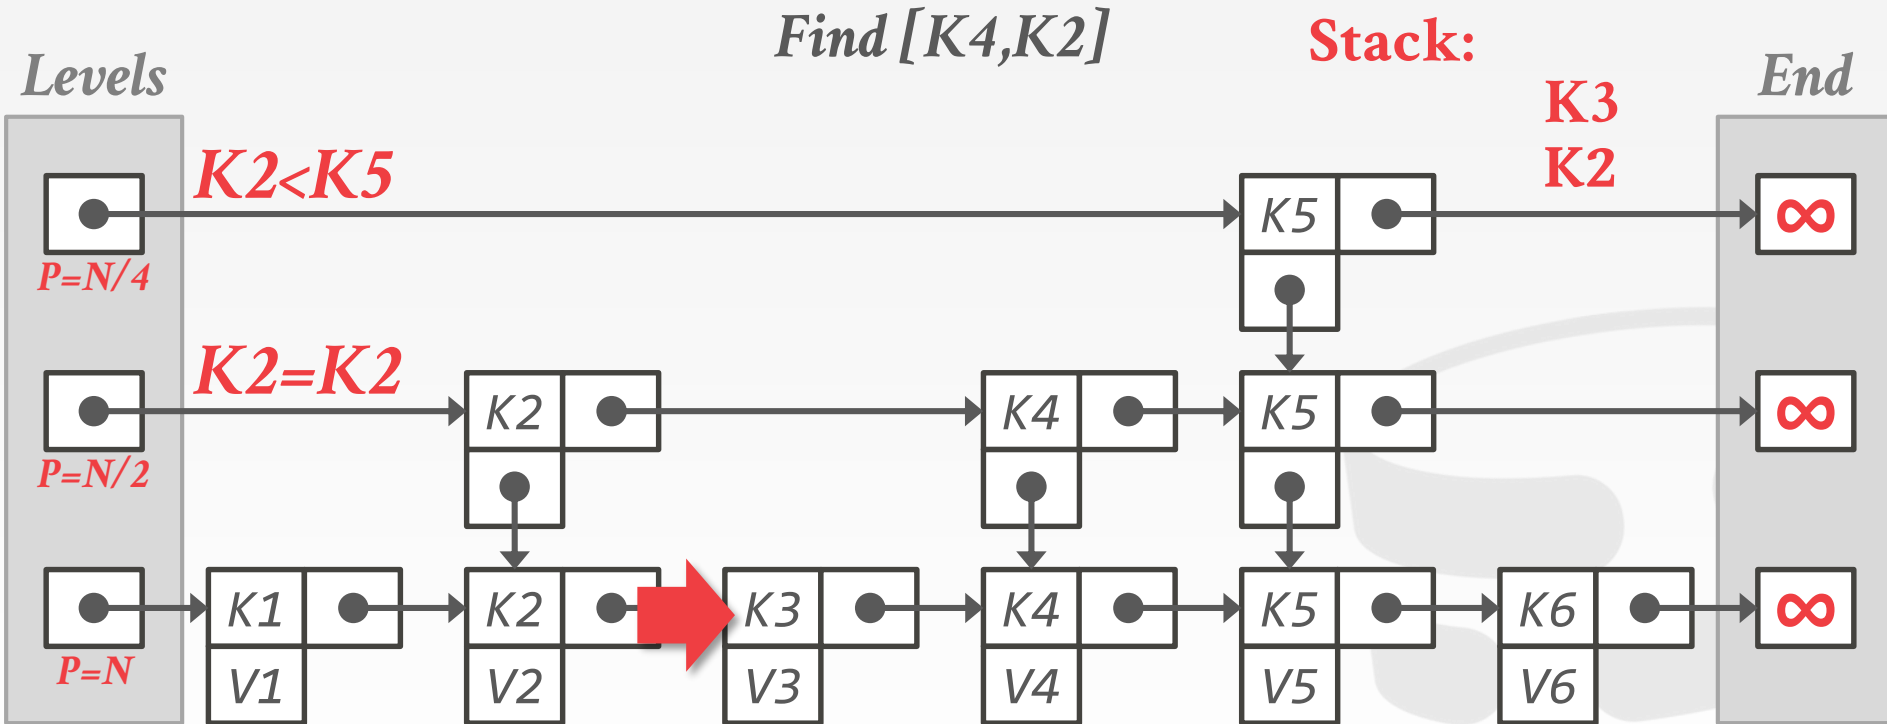 Find [K4,K2]
Stack:
Levels
End
K3
K2
K2<K5
K5
∞
P=N/4
K2=K2
K2
K4
K5
∞
P=N/2
K1
K2
K3
K4
K5
K6
∞
P=N
V1
V2
V3
V4
V5
V6